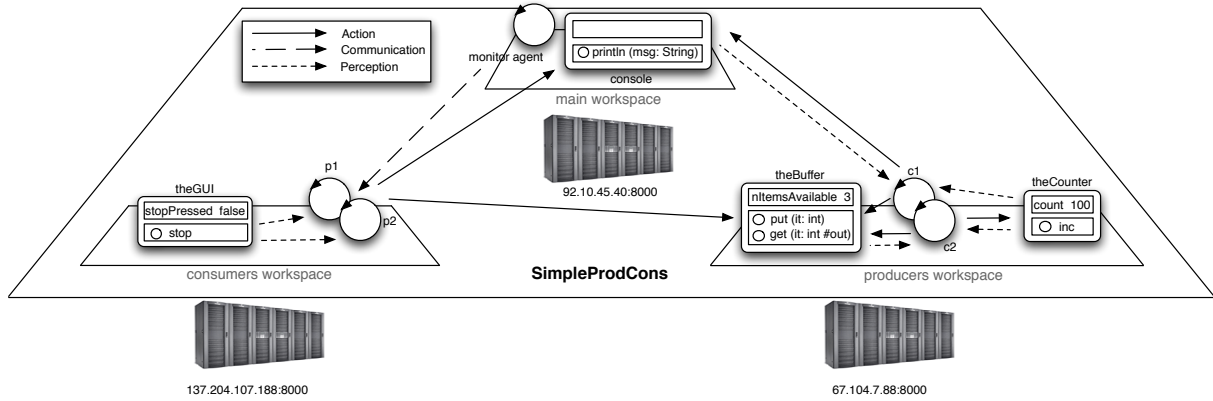 Action
Communication
Perception
monitor agent
println (msg: String)
console
main workspace
92.10.45.40:8000
p1
p2
theGUI
stopPressed false
stop
consumers workspace
theBuffer
nItemsAvailable 3
put (it: int)
get (it: int #out)
c1
c2
theCounter
count 100
inc
producers workspace
SimpleProdCons
137.204.107.188:8000
67.104.7.88:8000